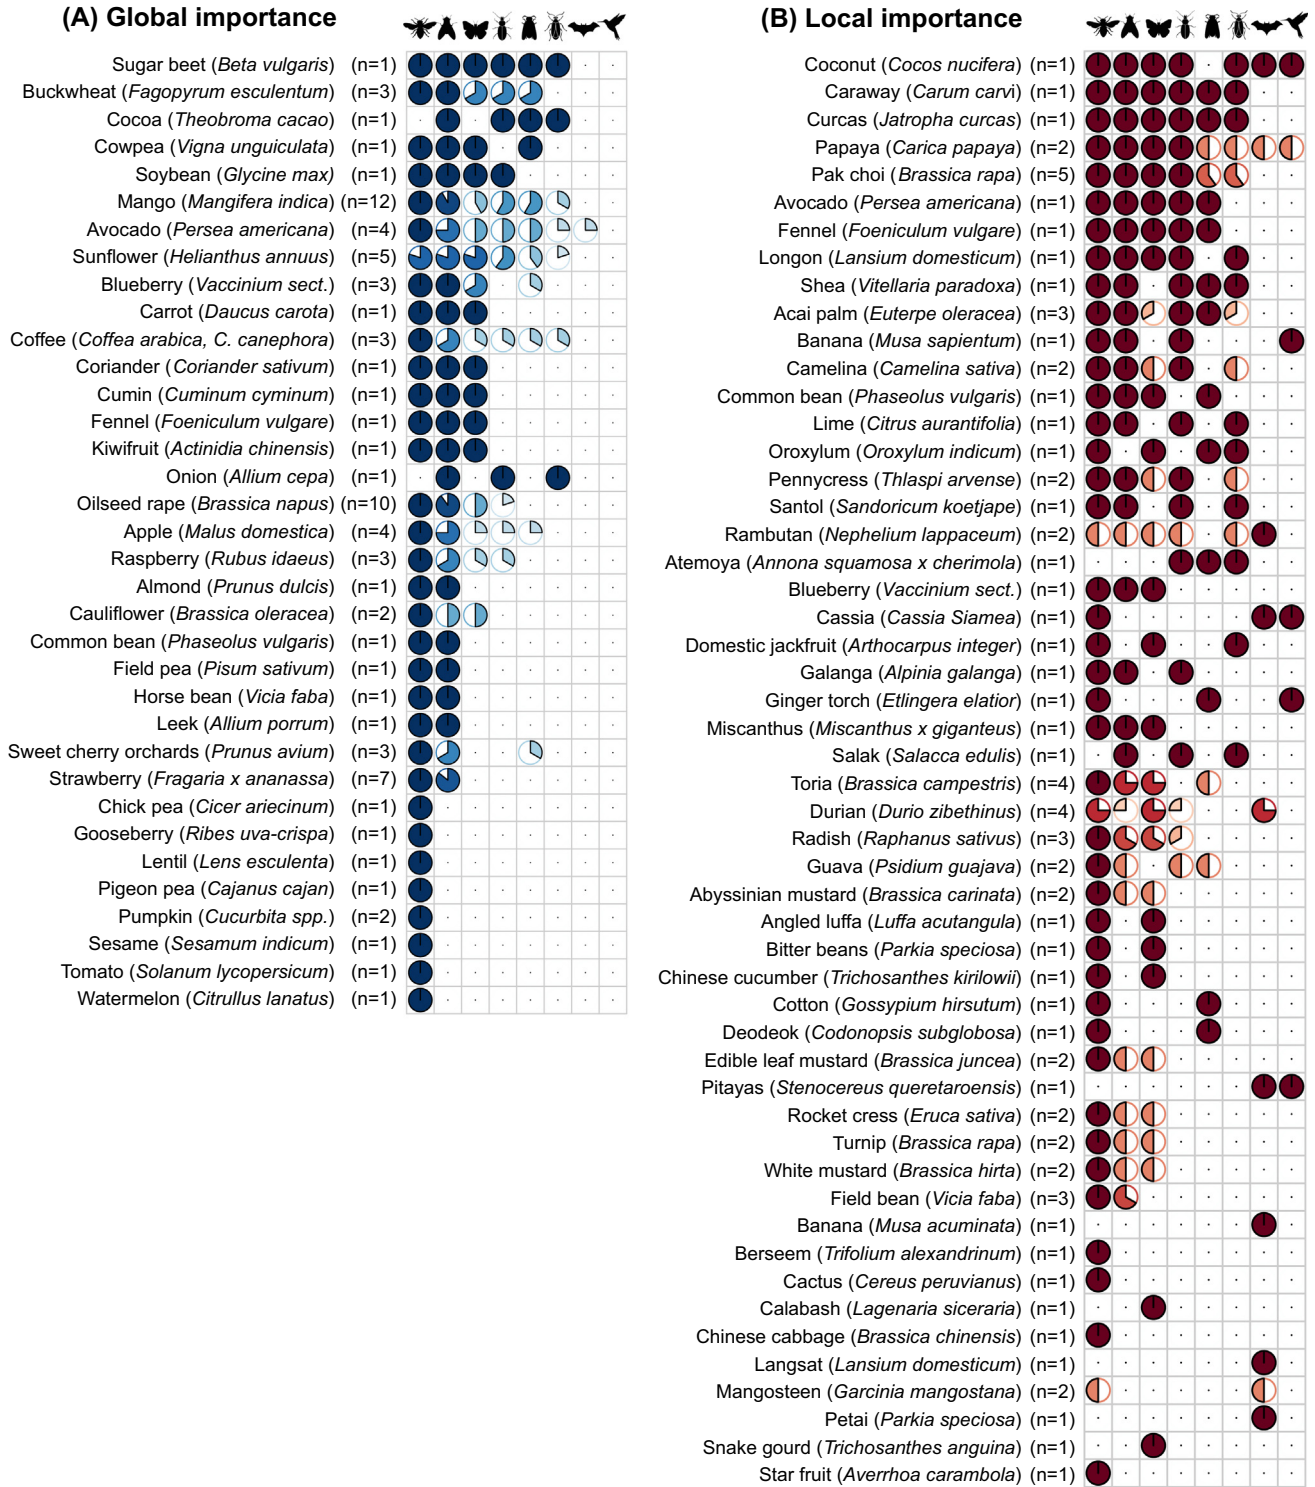 (A) Global importance
Sugar beet (Beta vulgaris) (n=1)
Buckwheat (Fagopyrum esculentum) (n=3)
Cocoa (Theobroma cacao) (n=1)
Cowpea (Vigna unguiculata) (n=1)
Soybean (Glycine max) (n=1)
Mango (Mangifera indica) (n=12)
Avocado (Persea americana) (n=4)
Sunflower (Helianthus annuus) (n=5)
Blueberry (Vaccinium sect.) (n=3)
Carrot (Daucus carota) (n=1)
Coffee (Coffea arabica, C. canephora) (n=3)
Coriander (Coriander sativum) (n=1)
Cumin (Cuminum cyminum) (n=1)
Fennel (Foeniculum vulgare) (n=1)
Kiwifruit (Actinidia chinensis) (n=1)
Onion (Allium cepa) (n=1)
Oilseed rape (Brassica napus) (n=10)
Apple (Malus domestica) (n=4)
Raspberry (Rubus idaeus) (n=3)
Almond (Prunus dulcis) (n=1)
Cauliflower (Brassica oleracea) (n=2)
Common bean (Phaseolus vulgaris) (n=1)
Field pea (Pisum sativum) (n=1)
Horse bean (Vicia faba) (n=1)
Leek (Allium porrum) (n=1)
Sweet cherry orchards (Prunus avium) (n=3)
Strawberry (Fragaria x ananassa) (n=7)
Chick pea (Cicer ariecinum) (n=1)
Gooseberry (Ribes uva-crispa) (n=1)
Lentil (Lens esculenta) (n=1)
Pigeon pea (Cajanus cajan) (n=1)
Pumpkin (Cucurbita spp.) (n=2)
Sesame (Sesamum indicum) (n=1)
Tomato (Solanum lycopersicum) (n=1)
Watermelon (Citrullus lanatus) (n=1)
(B) Local importance
Coconut (Cocos nucifera) (n=1)
Caraway (Carum carvi) (n=1)
Curcas (Jatropha curcas) (n=1)
Papaya (Carica papaya) (n=2)
Pak choi (Brassica rapa) (n=5)
Avocado (Persea americana) (n=1)
Fennel (Foeniculum vulgare) (n=1)
Longon (Lansium domesticum) (n=1)
Shea (Vitellaria paradoxa) (n=1)
Acai palm (Euterpe oleracea) (n=3)
Banana (Musa sapientum) (n=1)
Camelina (Camelina sativa) (n=2)
Common bean (Phaseolus vulgaris) (n=1)
Lime (Citrus aurantifolia) (n=1)
Oroxylum (Oroxylum indicum) (n=1)
Pennycress (Thlaspi arvense) (n=2)
Santol (Sandoricum koetjape) (n=1)
Rambutan (Nephelium lappaceum) (n=2)
Atemoya (Annona squamosa x cherimola) (n=1)
Blueberry (Vaccinium sect.) (n=1)
Cassia (Cassia Siamea) (n=1)
Domestic jackfruit (Arthocarpus integer) (n=1)
Galanga (Alpinia galanga) (n=1)
Ginger torch (Etlingera elatior) (n=1)
Miscanthus (Miscanthus x giganteus) (n=1)
Salak (Salacca edulis) (n=1)
Toria (Brassica campestris) (n=4)
Durian (Durio zibethinus) (n=4)
Radish (Raphanus sativus) (n=3)
Guava (Psidium guajava) (n=2)
Abyssinian mustard (Brassica carinata) (n=2)
Angled luffa (Luffa acutangula) (n=1)
Bitter beans (Parkia speciosa) (n=1)
Chinese cucumber (Trichosanthes kirilowii) (n=1)
Cotton (Gossypium hirsutum) (n=1)
Deodeok (Codonopsis subglobosa) (n=1)
Edible leaf mustard (Brassica juncea) (n=2)
Pitayas (Stenocereus queretaroensis) (n=1)
Rocket cress (Eruca sativa) (n=2)
Turnip (Brassica rapa) (n=2)
White mustard (Brassica hirta) (n=2)
Field bean (Vicia faba) (n=3)
Banana (Musa acuminata) (n=1)
Berseem (Trifolium alexandrinum) (n=1)
Cactus (Cereus peruvianus) (n=1)
Calabash (Lagenaria siceraria) (n=1)
Chinese cabbage (Brassica chinensis) (n=1)
Langsat (Lansium domesticum) (n=1)
Mangosteen (Garcinia mangostana) (n=2)
Petai (Parkia speciosa) (n=1)
Snake gourd (Trichosanthes anguina) (n=1)
Star fruit (Averrhoa carambola) (n=1)